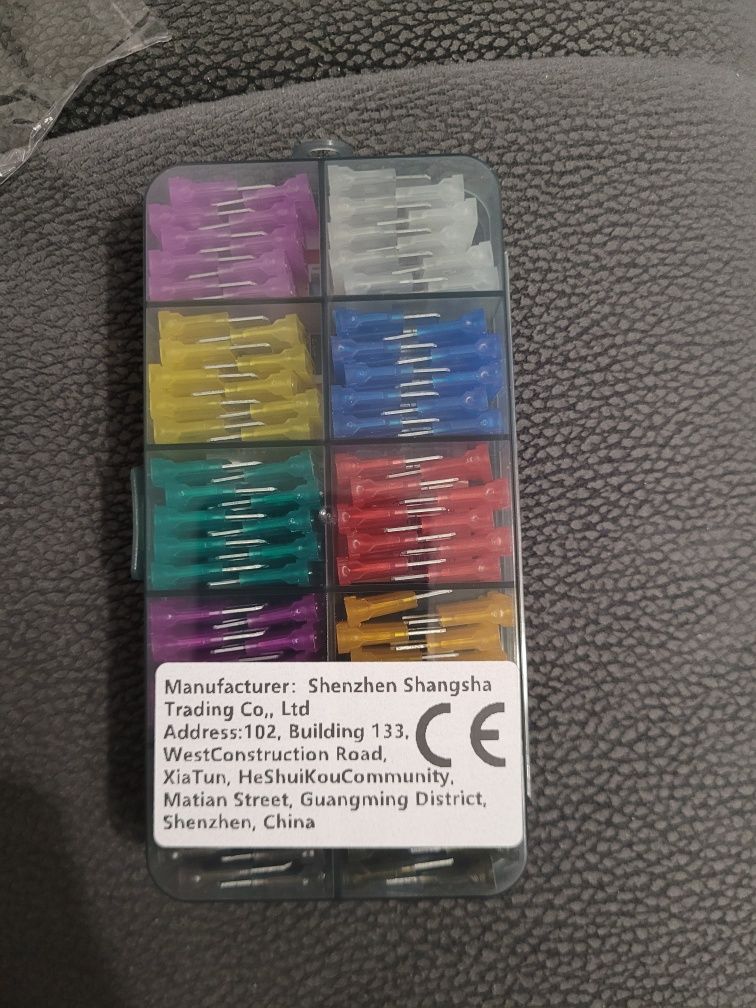 Manufacturer: Shenzhen Shangsha
Trading Co,, Ltd
Address:102, Building 133,
WestConstruction Road,
XiaTun, HeShuiKouCommunity,
Matian Street, Guangming District,
Shenzhen, China
CE